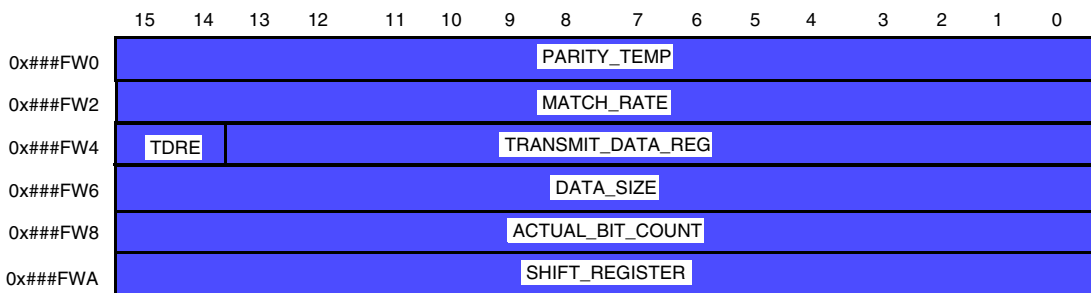 15 14 13 12 11 10 9 8 7 6 5 4 3 2 1 0
0x###FW0 PARITY_TEMP
0x###FW2 MATCH_RATE
0x###FW4 TDRE TRANSMIT_DATA_REG
0x###FW6 DATA_SIZE
0x###FW8 ACTUAL_BIT_COUNT
0x###FWA SHIFT_REGISTER